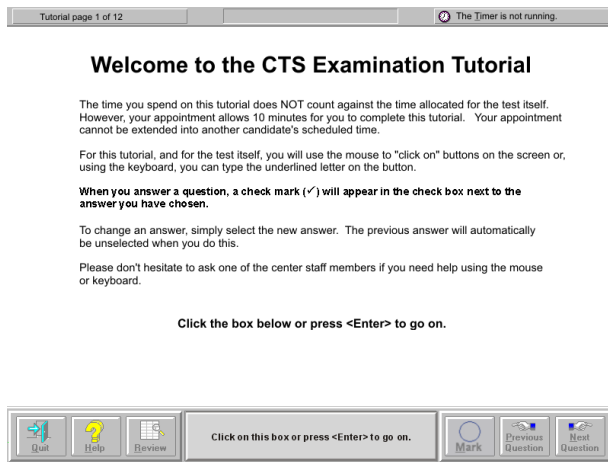 Tutorial page 1 of 12
The Timer is not running.
Welcome to the CTS Examination Tutorial
The time you spend on this tutorial does NOT count against the time allocated for the test itself.
However, your appointment allows 10 minutes for you to complete this tutorial. Your appointment
cannot be extended into another candidate's scheduled time.
For this tutorial, and for the test itself, you will use the mouse to "click on" buttons on the screen or,
using the keyboard, you can type the underlined letter on the button.
When you answer a question, a check mark (✓) will appear in the check box next to the
answer you have chosen.
To change an answer, simply select the new answer. The previous answer will automatically
be unselected when you do this.
Please don't hesitate to ask one of the center staff members if you need help using the mouse
or keyboard.
Click the box below or press <Enter> to go on.
Quit
Help
Review
Click on this box or press <Enter> to go on.
Mark
Previous
Question
Next
Question